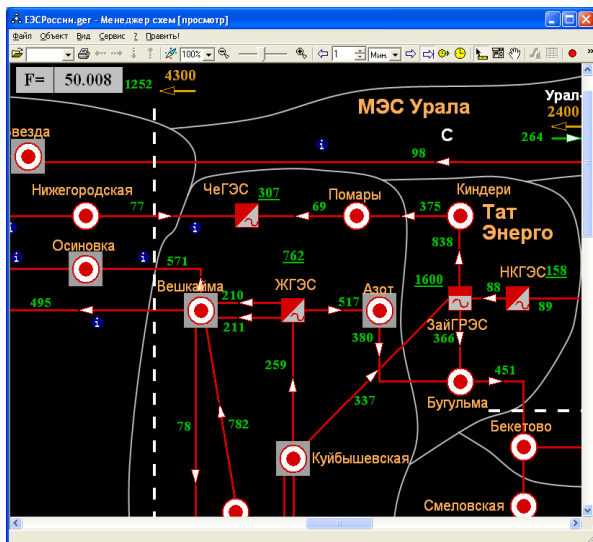 ЕЭСРоссии.ger - Менеджер схем [просмотр]
Файл Объект Вид Сервис ? Править!
100% 1 Мин. »
F= 50.008
1252
4300
МЭС Урала
Урал-
С
2400
264
везда
98
Нижегородская
ЧеГЭС
307
Помары
Киндери
77
69
375
Тат
Энерго
Осиновка
571
762
838
Вешкайма
ЖГЭС
Азот
1600
НКГЭС
158
495
210
517
88
211
380
ЗайГРЭС
89
366
259
337
451
Бугульма
78
782
Бекетово
Куйбышевская
Смеловская